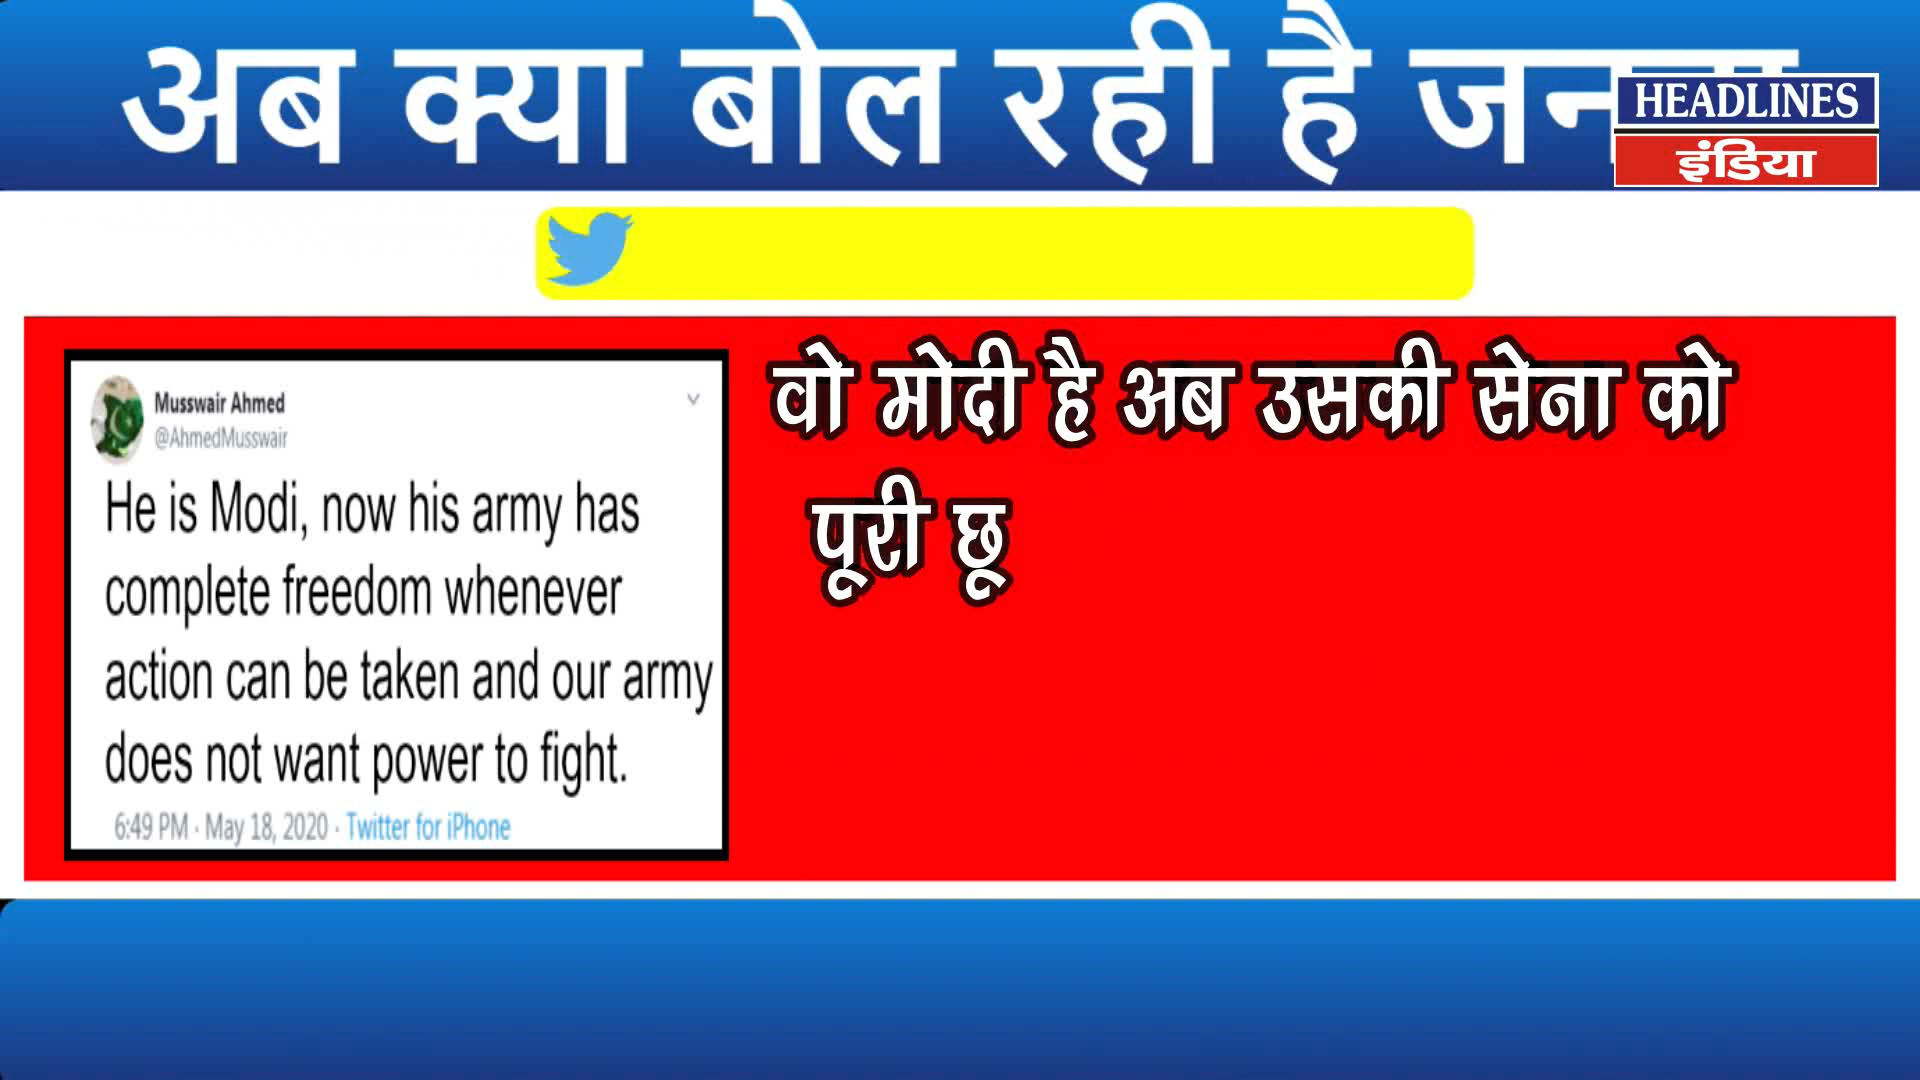 अब क्या बोल रही है
HEADLINES
इंडिया
Musswair Ahmed
@AhmedMusswair
He is Modi, now his army has
complete freedom whenever
action can be taken and our army
does not want power to fight.
6:49 PM · May 18, 2020 · Twitter for iPhone
वो मोदी है अब उसकी सेना को
पूरी छू